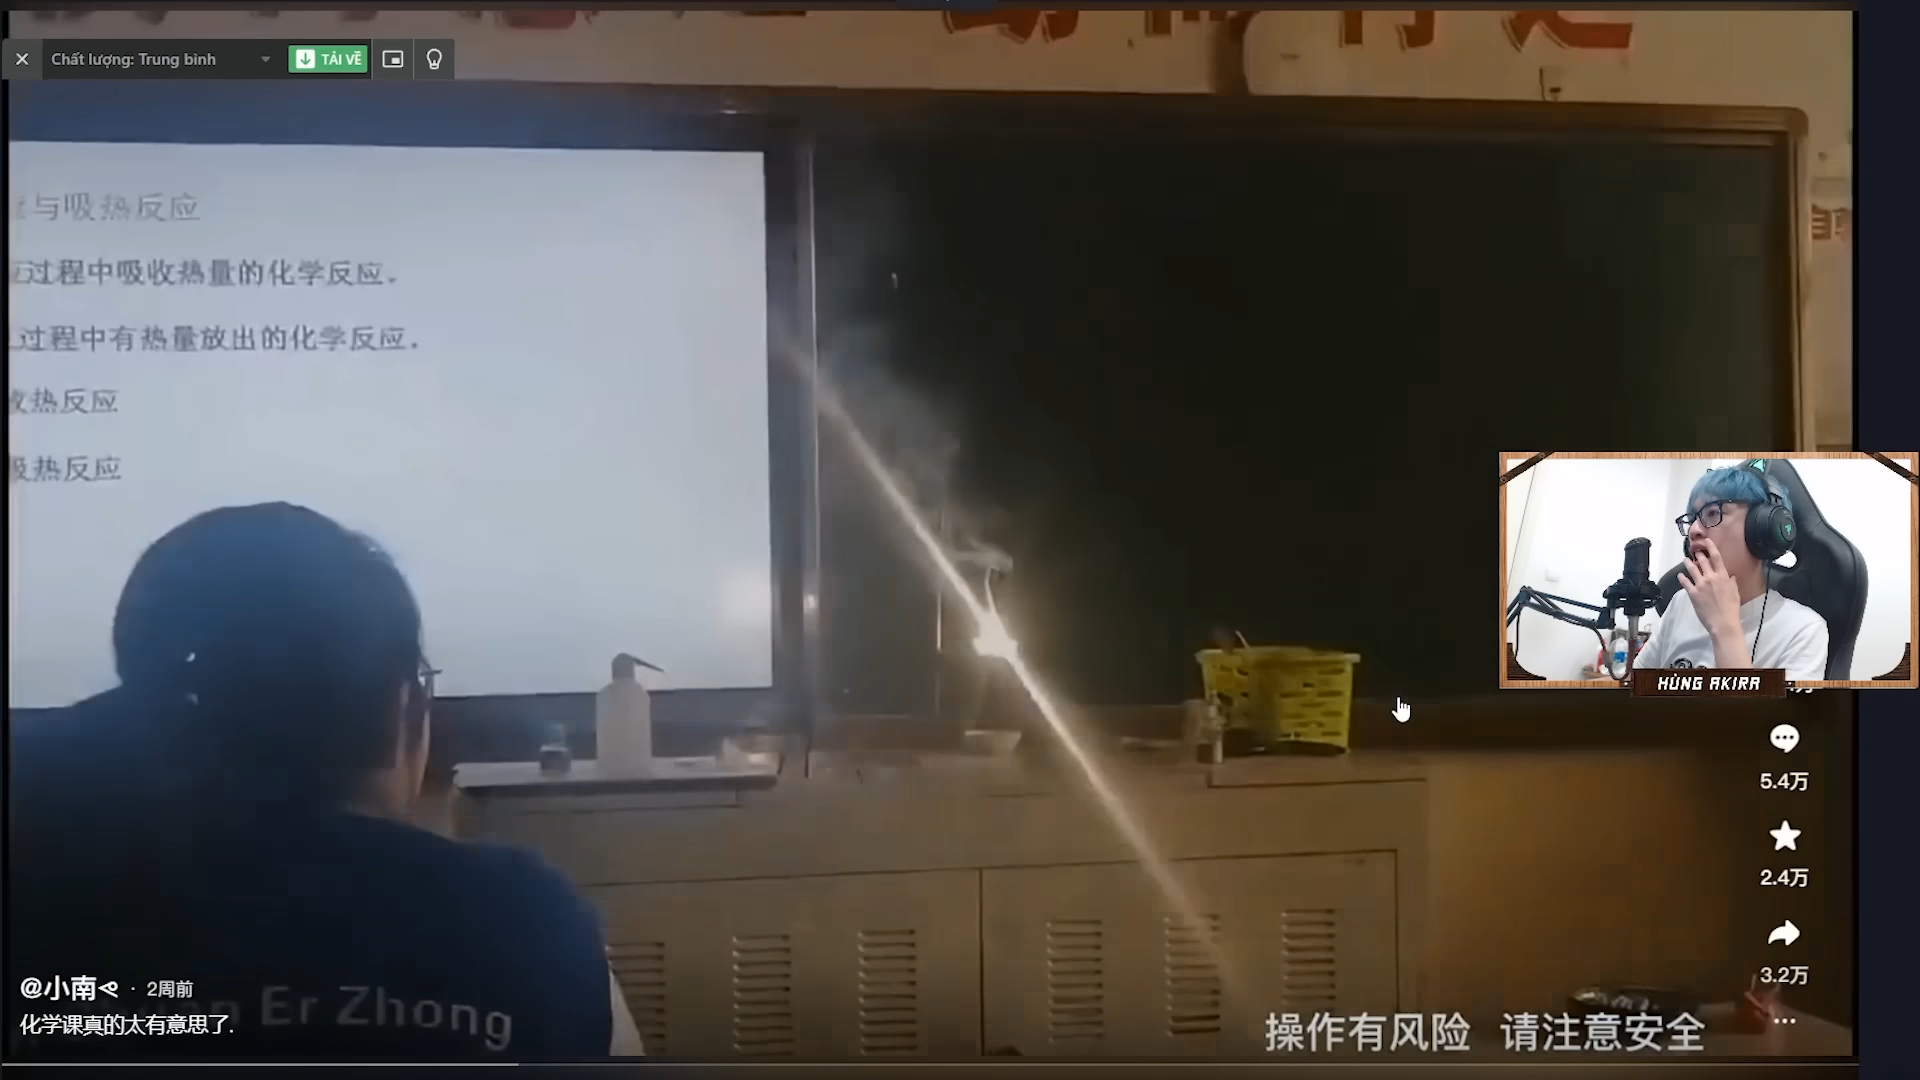 Chất lượng: Trung bình
TẢI VỀ
与吸热反应
过程中吸收热量的化学反应.
过程中有热量放出的化学反应.
热反应
吸热反应
HÙNG AKIRA
5.4万
2.4万
3.2万
@小南 · 2周前
化学课真的太有意思了.
Er Zhong
操作有风险 请注意安全